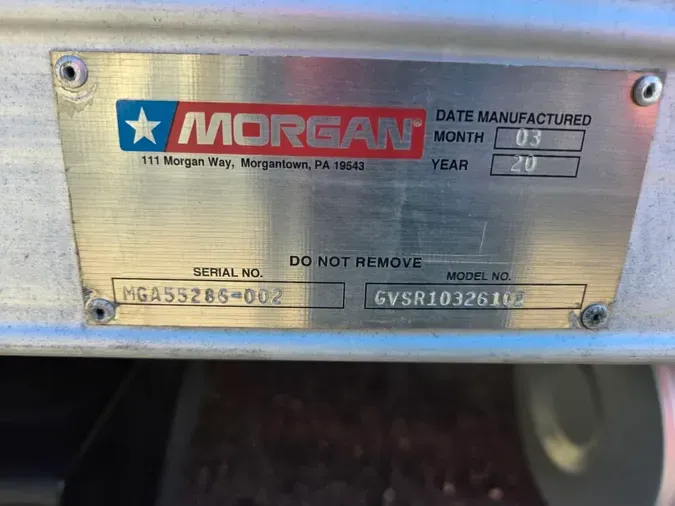 MORGAN
111 Morgan Way, Morgantown, PA 19543
DATE MANUFACTURED
MONTH 03
YEAR 20
DO NOT REMOVE
SERIAL NO.
MGA55286-002
MODEL NO.